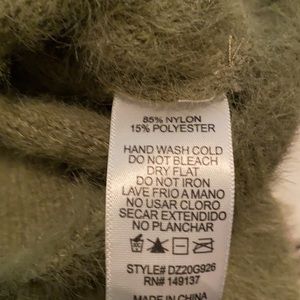 85% NYLON
15% POLYESTER
HAND WASH COLD
DO NOT BLEACH
DRY FLAT
DO NOT IRON
LAVE FRIO A MANO
NO USAR CLORO
SECAR EXTENDIDO
NO PLANCHAR
STYLE# DZ20G926
RN# 149137
MADE IN CHINA